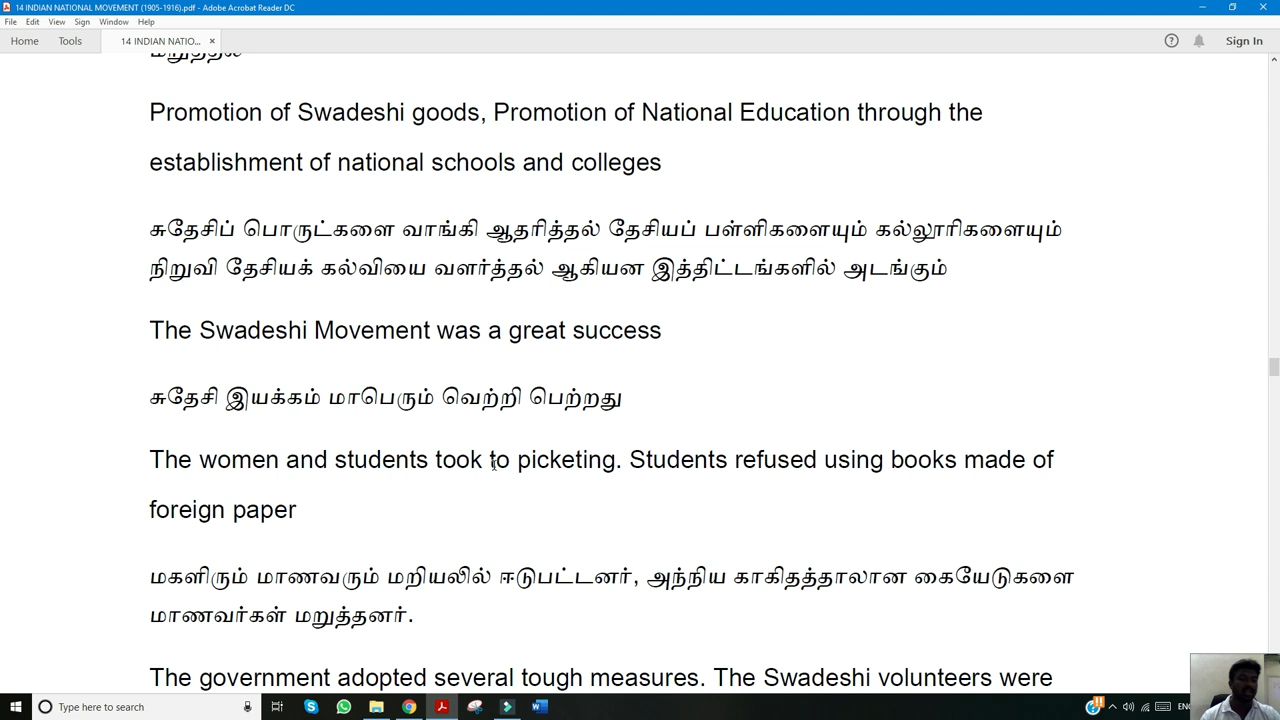 14 INDIAN NATIONAL MOVEMENT (1905-1916).pdf - Adobe Acrobat Reader DC
File Edit View Sign Window Help
Home Tools 14 INDIAN NATIO... × Sign In
மறுத்தல்
Promotion of Swadeshi goods, Promotion of National Education through the
establishment of national schools and colleges
சுதேசிப் பொருட்களை வாங்கி ஆதரித்தல் தேசியப் பள்ளிகளையும் கல்லூரிகளையும்
நிறுவி தேசியக் கல்வியை வளர்த்தல் ஆகியன இத்திட்டங்களில் அடங்கும்
The Swadeshi Movement was a great success
சுதேசி இயக்கம் மாபெரும் வெற்றி பெற்றது
The women and students took to picketing. Students refused using books made of
foreign paper
மகளிரும் மாணவரும் மறியலில் ஈடுபட்டனர், அந்நிய காகிதத்தாலான கையேடுகளை
மாணவர்கள் மறுத்தனர்.
The government adopted several tough measures. The Swadeshi volunteers were
Type here to search